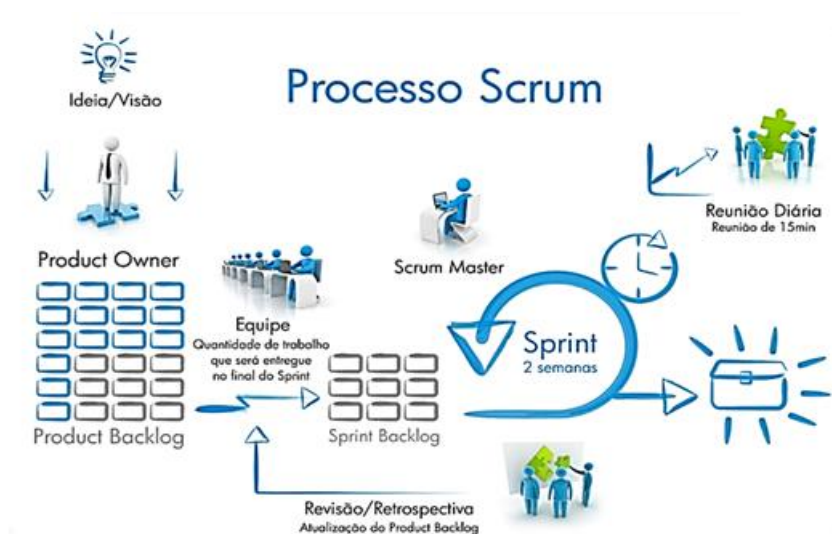 Processo Scrum
Ideia/Visão
Product Owner
Product Backlog
Equipe
Quantidade de trabalho
que será entregue
no final do Sprint
Sprint Backlog
Scrum Master
Sprint
2 semanas
Reunião Diária
Reunião de 15min
Revisão/Retrospectiva
Atualização do Product Backlog